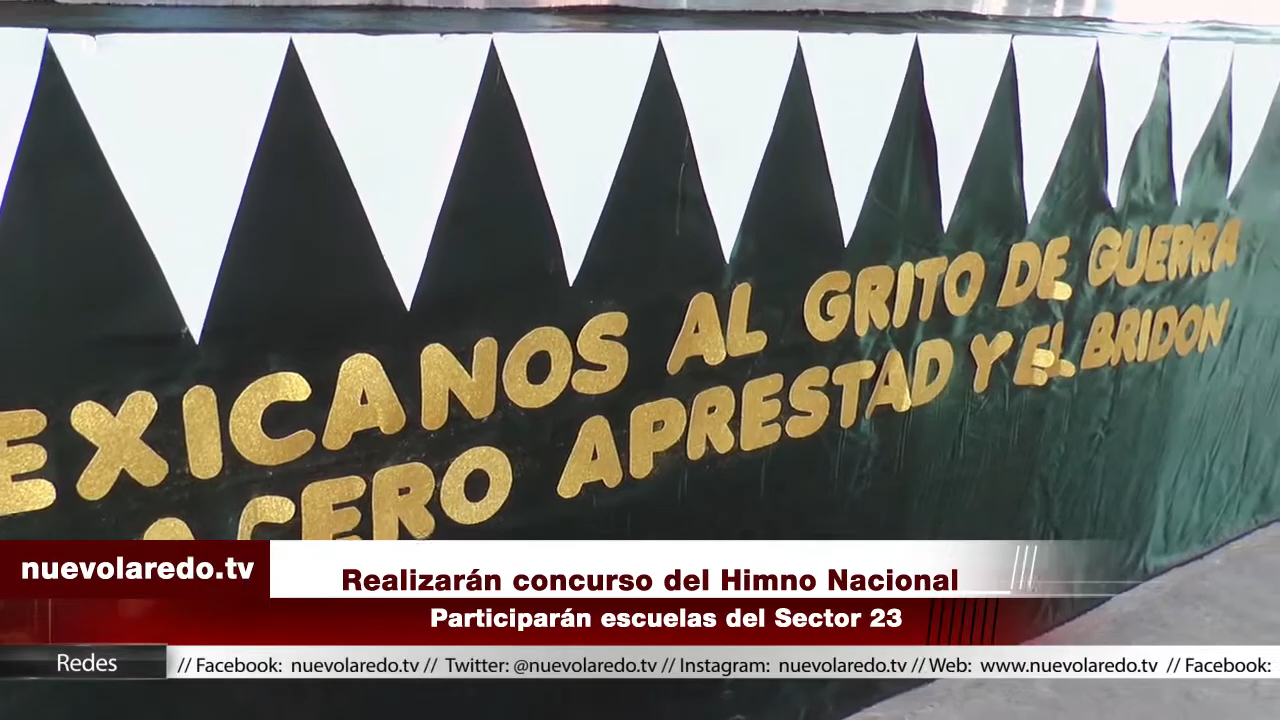 EXICANOS AL GRITO DE GUERRA
ACERO APRESTAD Y EL BRIDON
nuevolaredo.tv
Realizarán concurso del Himno Nacional
Participarán escuelas del Sector 23
Redes
// Facebook: nuevolaredo.tv // Twitter: @nuevolaredo.tv // Instagram: nuevolaredo.tv // Web: www.nuevolaredo.tv // Facebook: